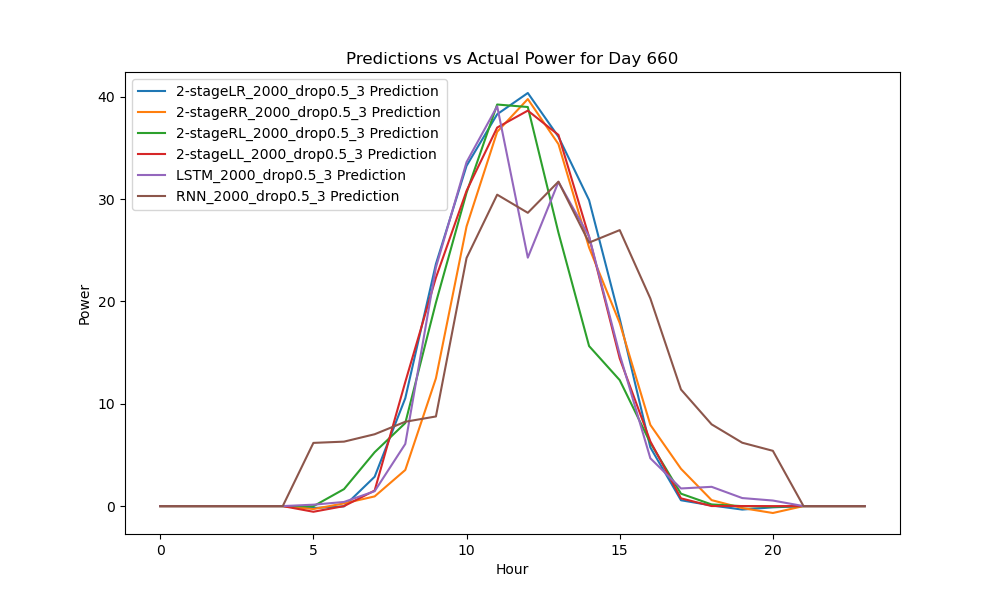 Predictions vs Actual Power for Day 660
2-stageLR_2000_drop0.5_3 Prediction
2-stageRR_2000_drop0.5_3 Prediction
2-stageRL_2000_drop0.5_3 Prediction
2-stageLL_2000_drop0.5_3 Prediction
LSTM_2000_drop0.5_3 Prediction
RNN_2000_drop0.5_3 Prediction
Power
40
30
20
10
0
0 5 10 15 20
Hour